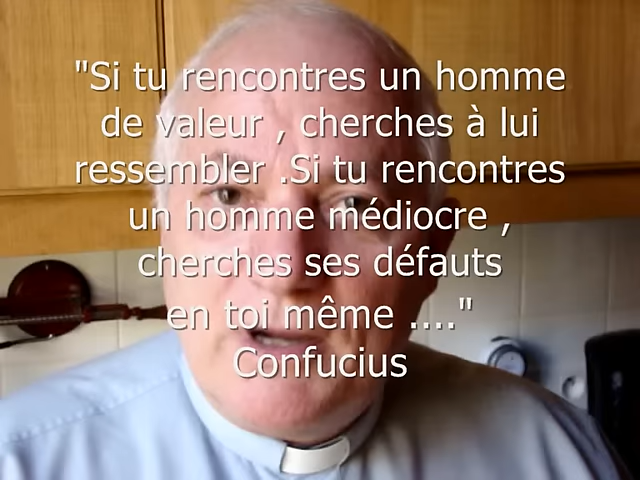 "Si tu rencontres un homme
de valeur , cherches à lui
ressembler .Si tu rencontres
un homme médiocre ,
cherches ses défauts
en toi même ...."
Confucius